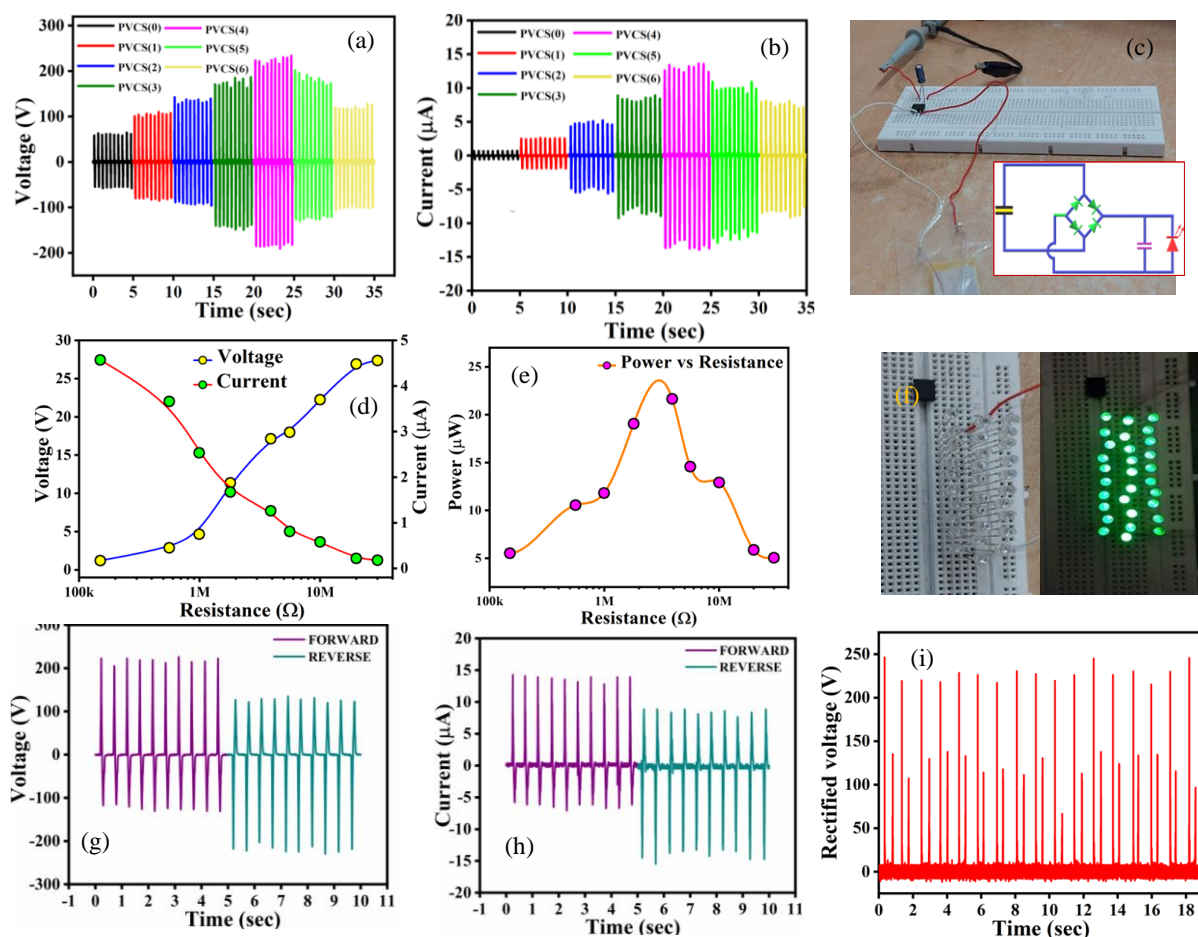 (a)
PVCS(0)
PVCS(4)
PVCS(1)
PVCS(5)
PVCS(2)
PVCS(6)
PVCS(3)
300
200
100
0
-100
-200
Voltage (V)
0 5 10 15 20 25 30 35
Time (sec)
(b)
PVCS(0)
PVCS(4)
PVCS(1)
PVCS(5)
PVCS(2)
PVCS(6)
PVCS(3)
20
15
10
5
0
-5
-10
-15
-20
Current (μA)
0 5 10 15 20 25 30 35
Time (sec)
(c)
(d)
Voltage
Current
30
25
20
15
10
5
0
Voltage (V)
5
4
3
2
1
0
Current (μA)
100k 1M 10M
Resistance (Ω)
(e)
Power vs Resistance
25
20
15
10
5
Power (μW)
100k 1M 10M
Resistance (Ω)
(f)
(g)
FORWARD
REVERSE
300
200
100
0
-100
-200
-300
Voltage (V)
-1 0 1 2 3 4 5 6 7 8 9 10 11
Time (sec)
(h)
FORWARD
REVERSE
20
15
10
5
0
-5
-10
-15
-20
Current (μA)
-1 0 1 2 3 4 5 6 7 8 9 10 11
Time (sec)
(i)
250
200
150
100
50
0
Rectified voltage (V)
0 2 4 6 8 10 12 14 16 18
Time (sec)